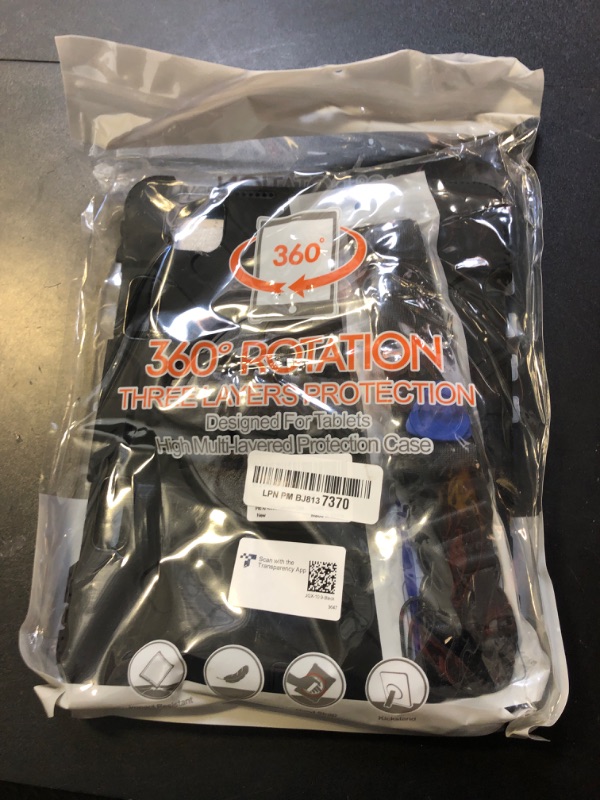 360°
360° ROTATION
THREE LAYERS PROTECTION
Designed For Tablets
High Multi-layered Protection Case
LPN PM BJ813 7370
Scan with the
Transparency App
Kickstand